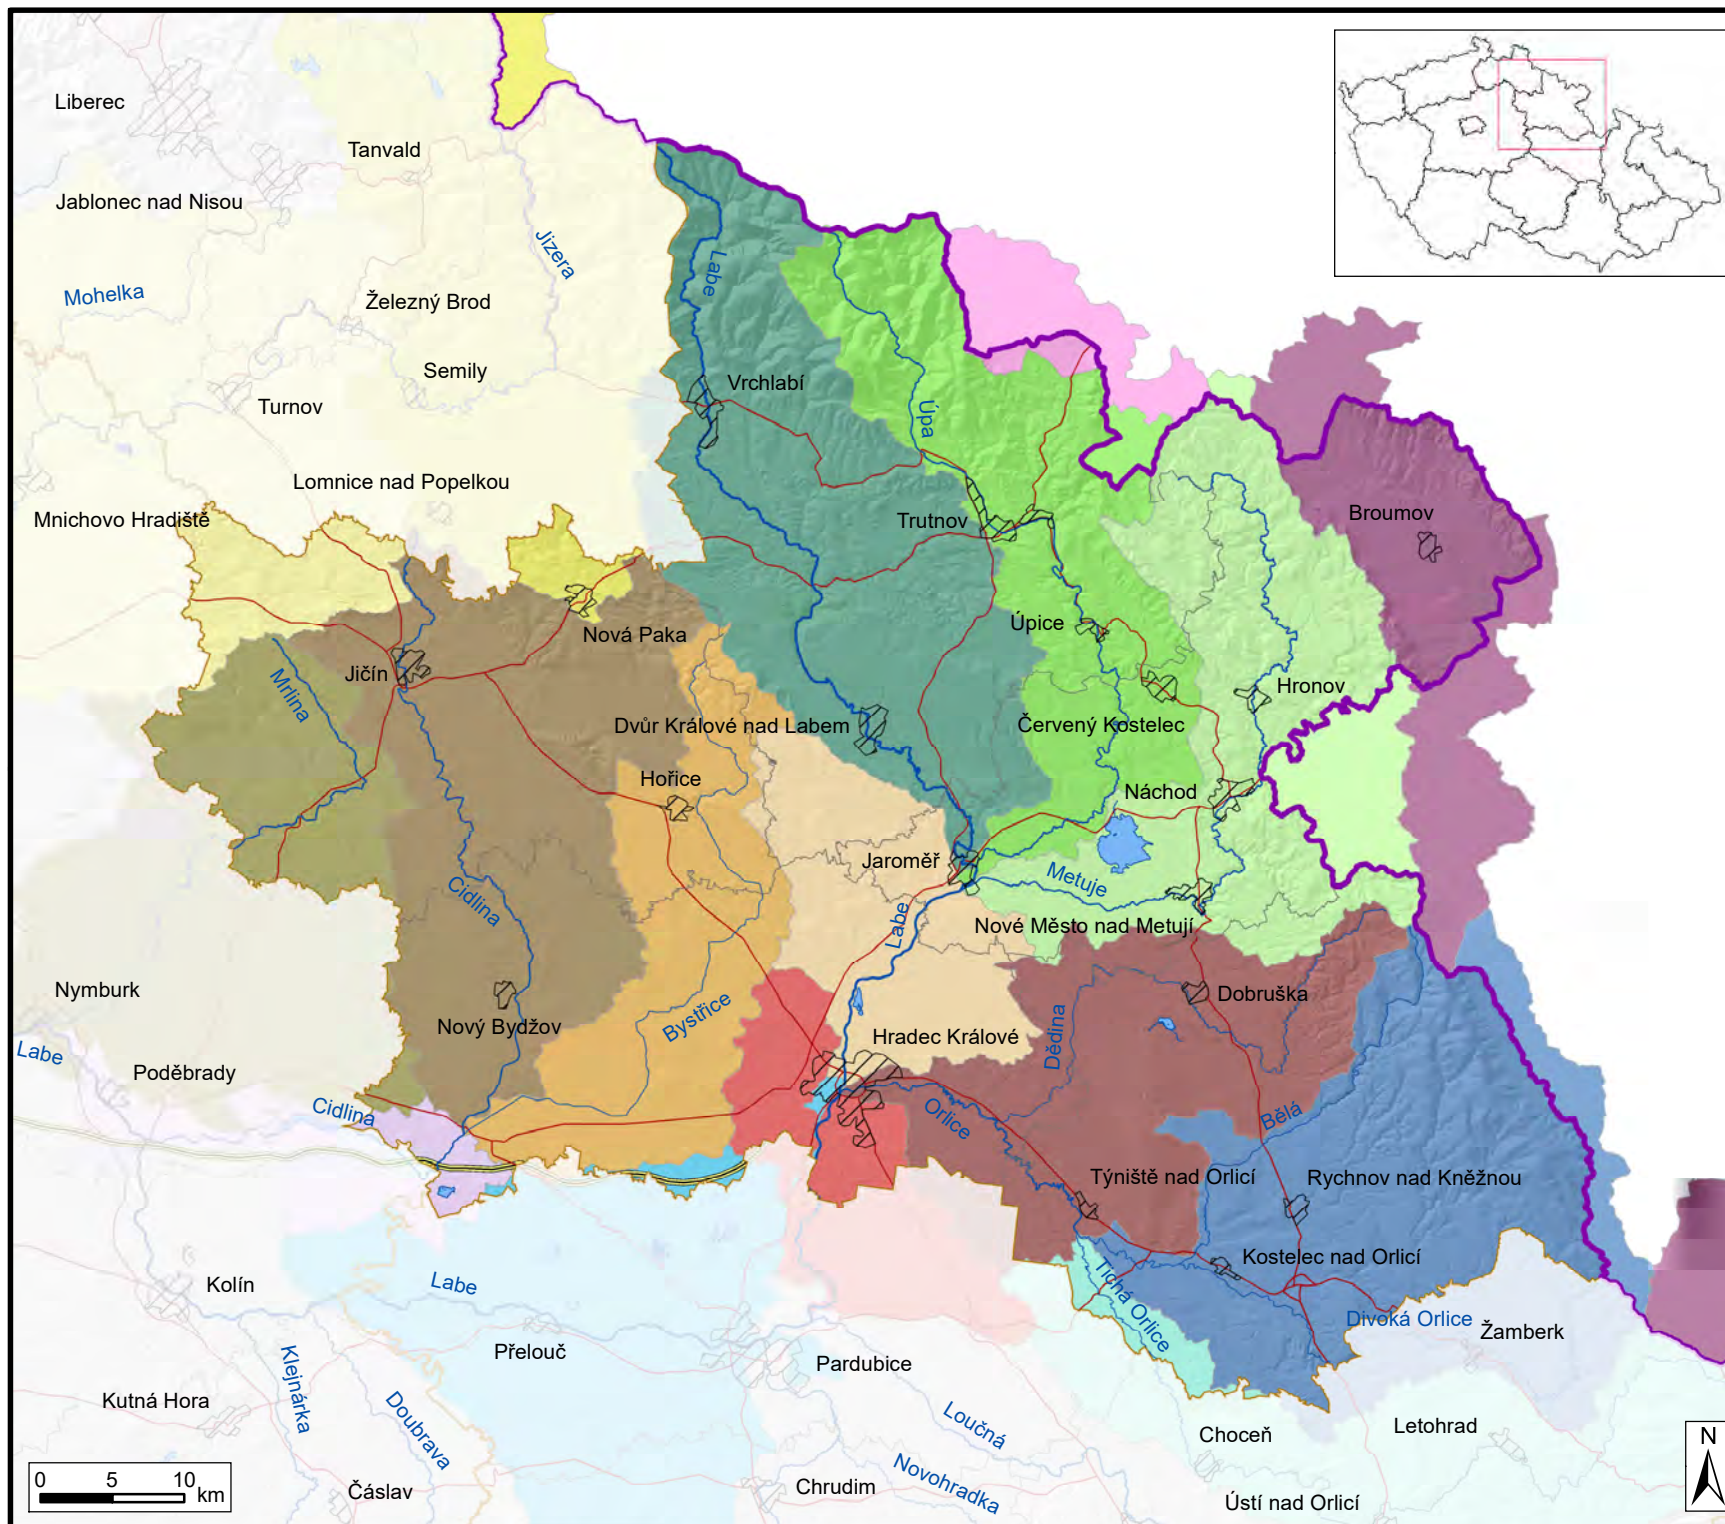 Liberec
Tanvald
Jablonec nad Nisou
Jizera
Labe
Mohelka
Železný Brod
Semily
Vrchlabí
Turnov
Úpa
Lomnice nad Popelkou
Mnichovo Hradiště
Trutnov
Broumov
Úpice
Nová Paka
Jičín
Mrlina
Hronov
Dvůr Králové nad Labem
Červený Kostelec
Hořice
Náchod
Jaroměř
Metuje
Cidlina
Labe
Nové Město nad Metují
Nymburk
Dobruška
Nový Bydžov
Bystřice
Hradec Králové
Dědina
Labe
Poděbrady
Cidlina
Orlice
Bělá
Týniště nad Orlicí
Rychnov nad Kněžnou
Kostelec nad Orlicí
Kolín
Labe
Tichá Orlice
Divoká Orlice
Žamberk
Přelouč
Pardubice
Klejnárka
Kutná Hora
Doubrava
Loučná
Choceň
Letohrad
N
Novohradka
Čáslav
Chrudim
Ústí nad Orlicí
0 5 10
km